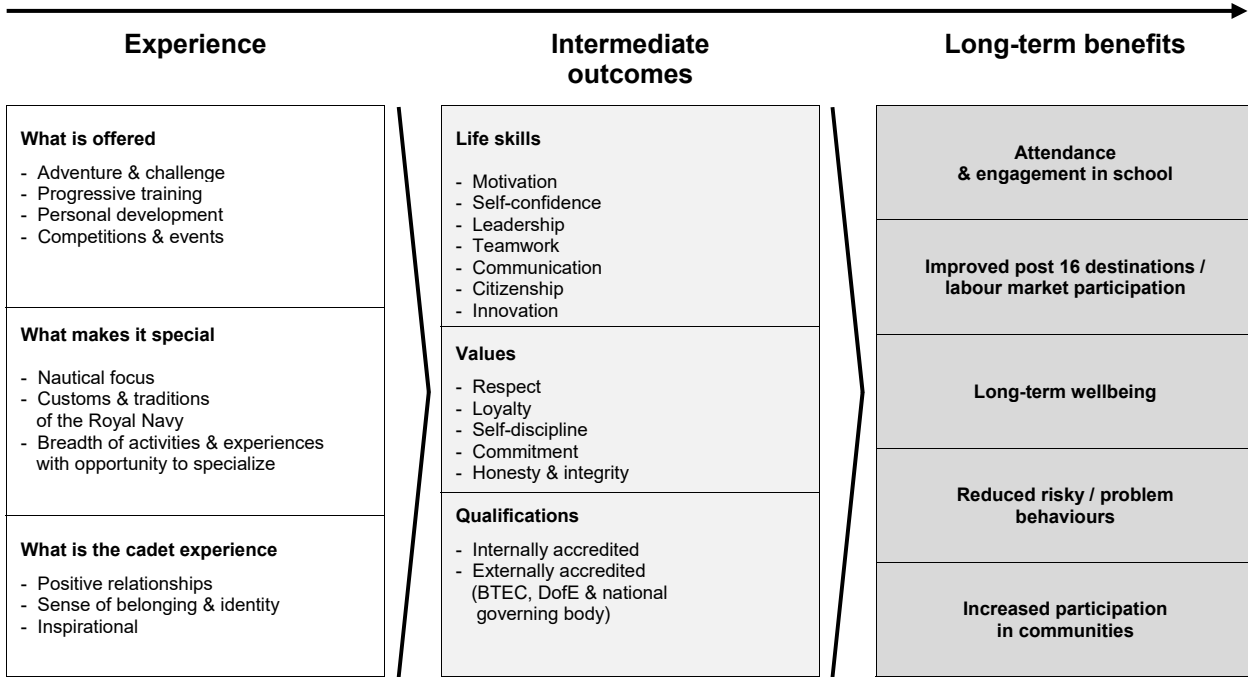 Experience
Intermediate
outcomes
Long-term benefits
What is offered
- Adventure & challenge
- Progressive training
- Personal development
- Competitions & events
What makes it special
- Nautical focus
- Customs & traditions
of the Royal Navy
- Breadth of activities & experiences
with opportunity to specialize
What is the cadet experience
- Positive relationships
- Sense of belonging & identity
- Inspirational
Life skills
- Motivation
- Self-confidence
- Leadership
- Teamwork
- Communication
- Citizenship
- Innovation
Values
- Respect
- Loyalty
- Self-discipline
- Commitment
- Honesty & integrity
Qualifications
- Internally accredited
- Externally accredited
(BTEC, DofE & national
governing body)
Attendance
& engagement in school
Improved post 16 destinations /
labour market participation
Long-term wellbeing
Reduced risky / problem
behaviours
Increased participation
in communities